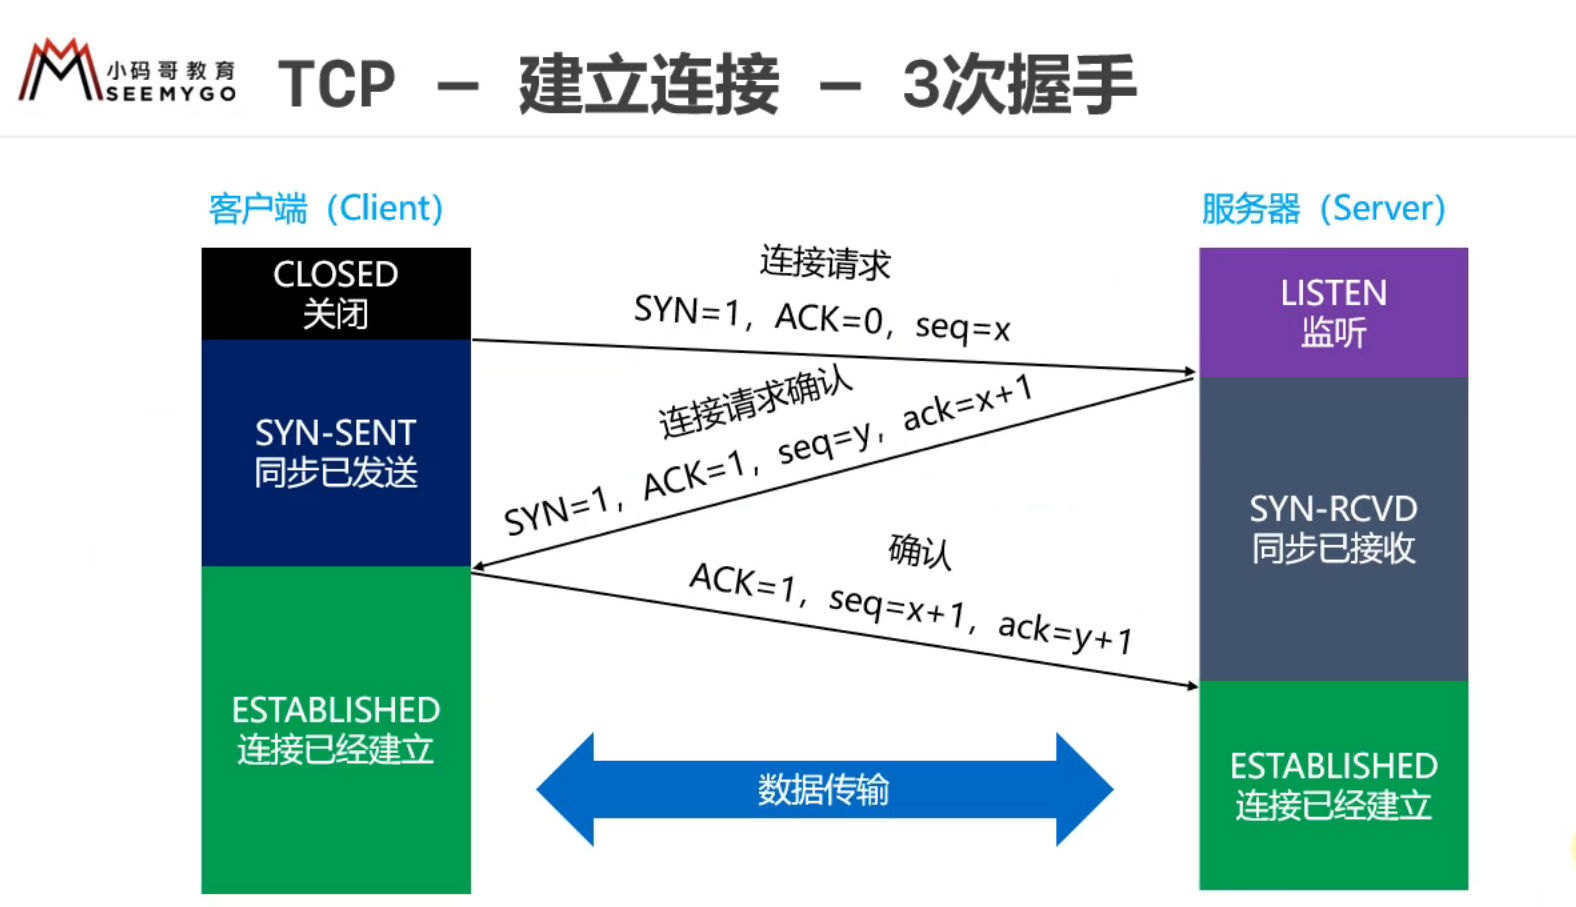 小码哥教育
SEEMYGO
TCP – 建立连接 – 3次握手
客户端（Client）
服务器（Server）
CLOSED
关闭
连接请求
SYN=1，ACK=0，seq=x
LISTEN
监听
SYN-SENT
同步已发送
连接请求确认
SYN=1，ACK=1，seq=y，ack=x+1
SYN-RCVD
同步已接收
确认
ACK=1，seq=x+1，ack=y+1
ESTABLISHED
连接已经建立
数据传输
ESTABLISHED
连接已经建立